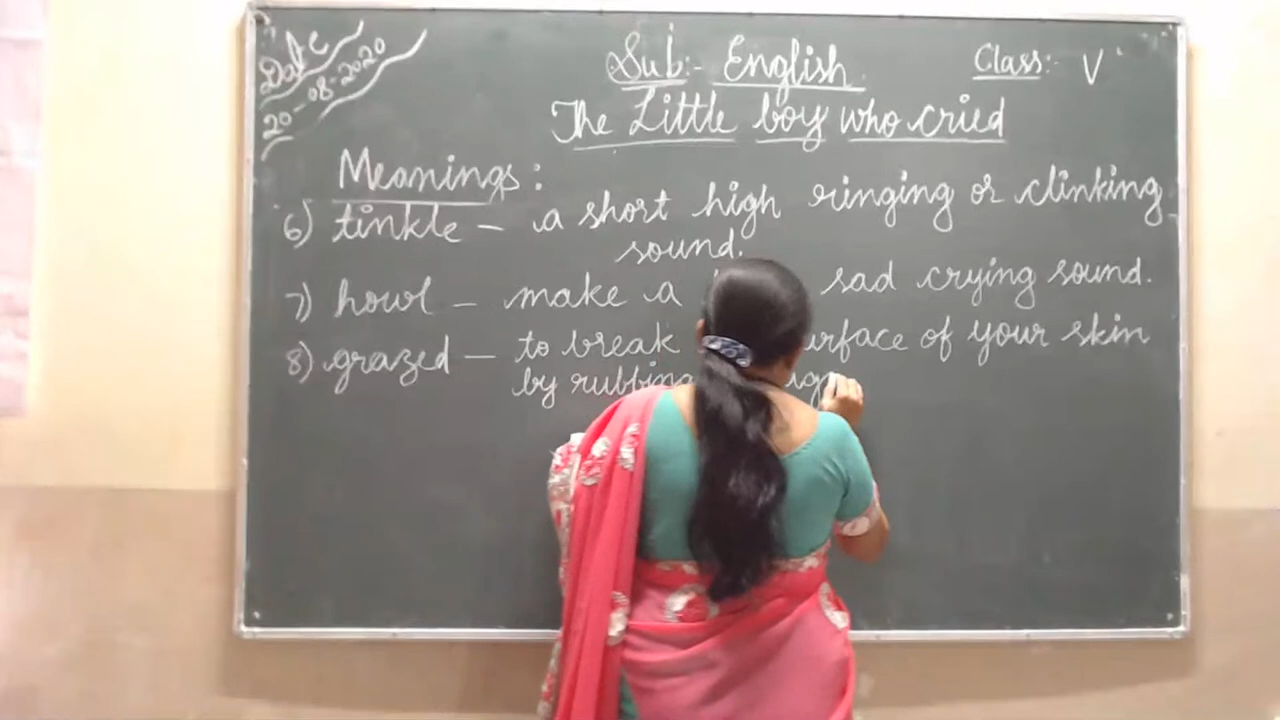 Date
20-08-2020
Sub:- English
Class:- V
The Little boy who cried
Meanings:
6) tinkle – a short high ringing or clinking
sound.
7) howl – make a sad crying sound.
8) grazed – to break of your skin
by rubbing